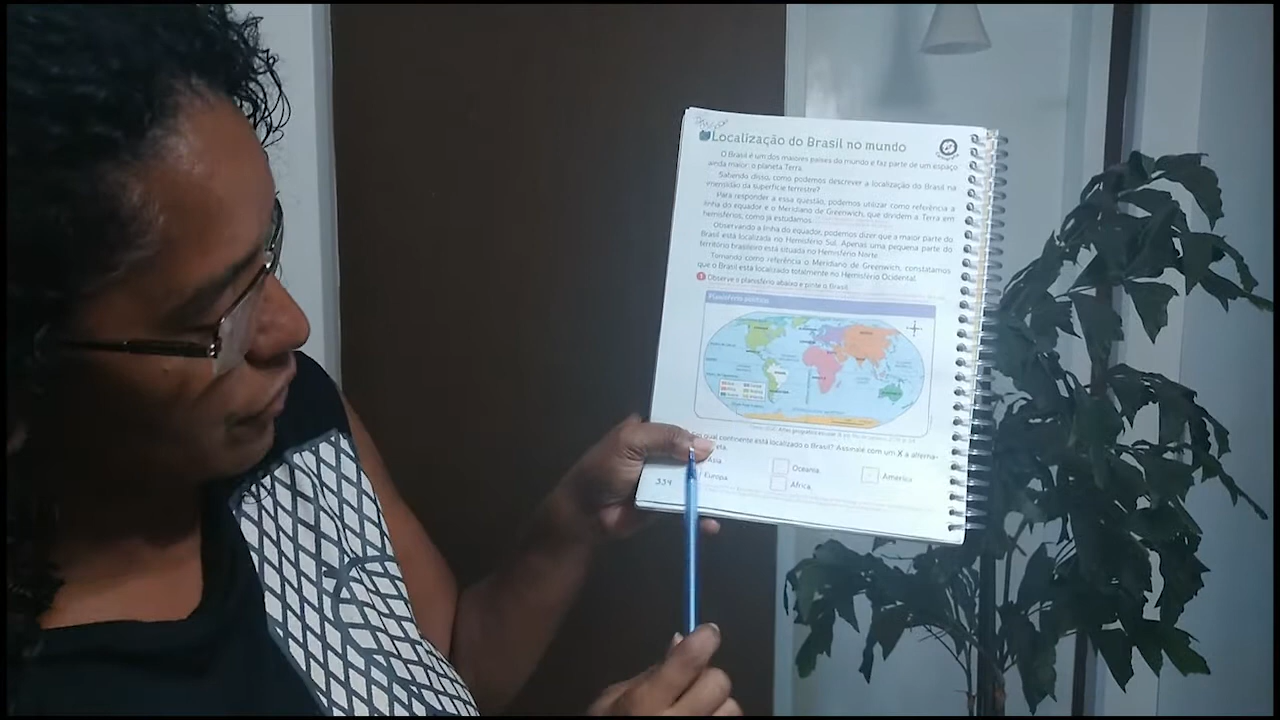 Localização do Brasil no mundo
O Brasil é um dos maiores países do mundo e faz parte de um espaço
ainda maior: o planeta Terra.
Sabendo disso, como podemos descrever a localização do Brasil na
imensidão da superfície terrestre?
Para responder a essa questão, podemos utilizar como referência a
linha do equador e o Meridiano de Greenwich, que dividem a Terra em
hemisférios, como já estudamos.
Observando a linha do equador, podemos dizer que a maior parte do
Brasil está localizada no Hemisfério Sul. Apenas uma pequena parte do
território brasileiro está situada no Hemisfério Norte.
Tomando como referência o Meridiano de Greenwich, constatamos
que o Brasil está localizado totalmente no Hemisfério Ocidental.
1 Observe o planisfério abaixo e pinte o Brasil.
Planisfério político
qual continente está localizado o Brasil? Assinale com um X a alterna-
Ásia
Oceania.
América
Europa.
África.
334